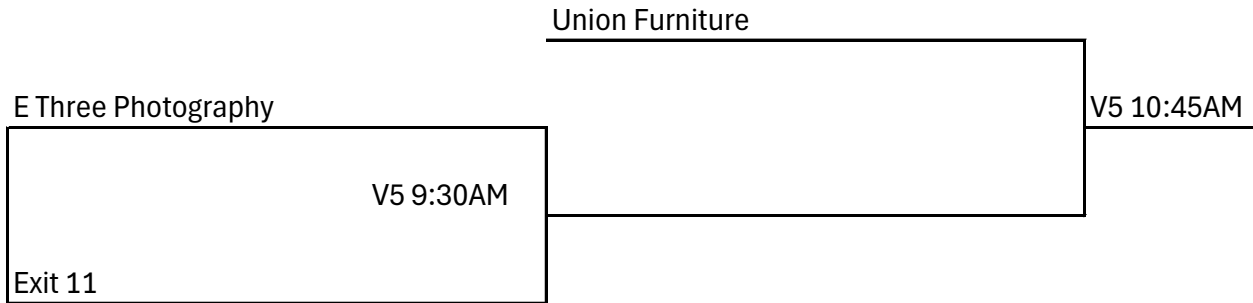 Union Furniture
E Three Photography
V5 10:45AM
V5 9:30AM
Exit 11